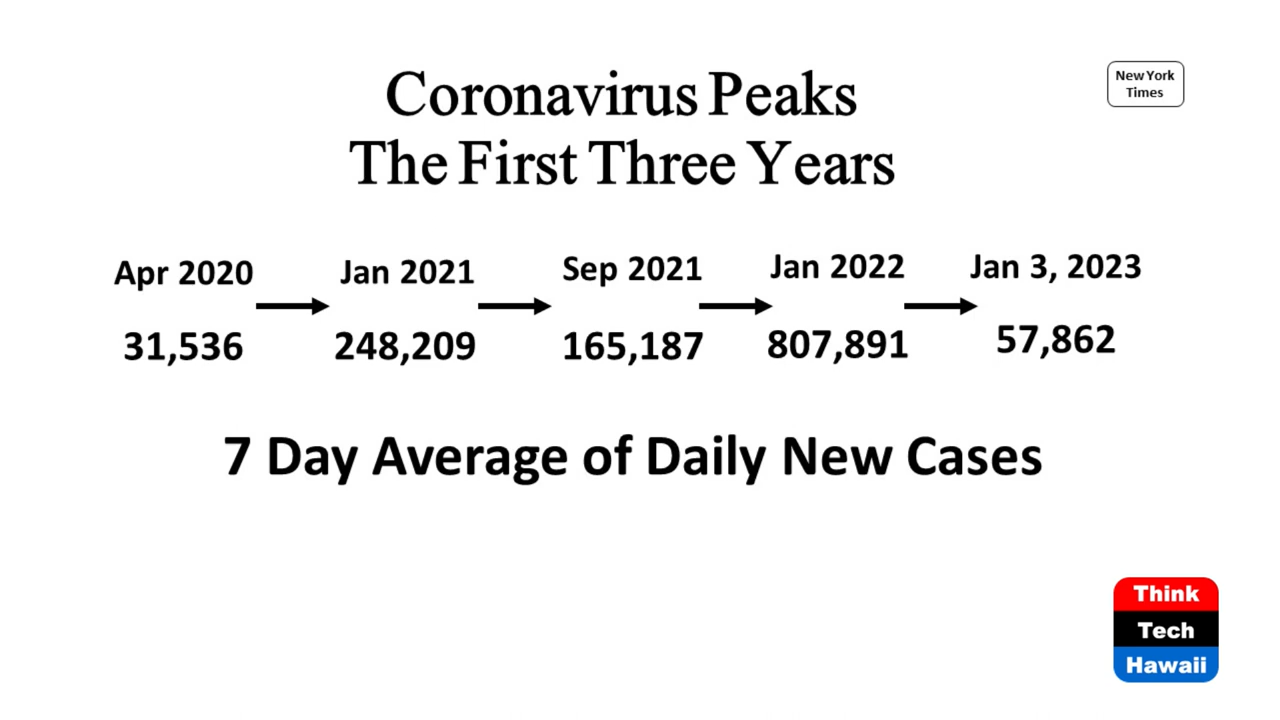 Coronavirus Peaks
The First Three Years
New York
Times
Apr 2020
Jan 2021
Sep 2021
Jan 2022
Jan 3, 2023
31,536
248,209
165,187
807,891
57,862
7 Day Average of Daily New Cases
Think
Tech
Hawaii